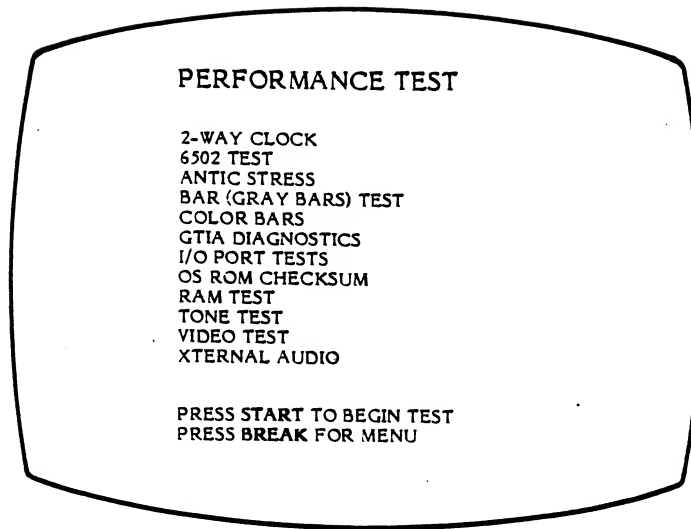 PERFORMANCE TEST
2-WAY CLOCK
6502 TEST
ANTIC STRESS
BAR (GRAY BARS) TEST
COLOR BARS
GTIA DIAGNOSTICS
I/O PORT TESTS
OS ROM CHECKSUM
RAM TEST
TONE TEST
VIDEO TEST
XTERNAL AUDIO
PRESS START TO BEGIN TEST
PRESS BREAK FOR MENU